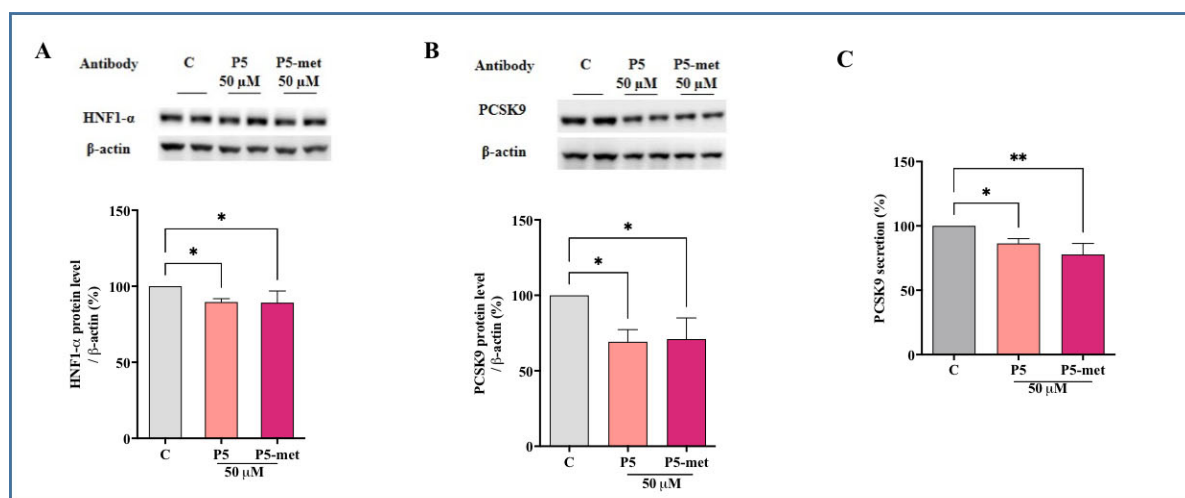 A
Antibody
C
P5
50 µM
P5-met
50 µM
HNF1-α
β-actin
HNF1-α protein level
/ β-actin (%)
150
100
50
0
*
*
C
P5
P5-met
50 µM
B
Antibody
C
P5
50 µM
P5-met
50 µM
PCSK9
β-actin
PCSK9 protein level
/ β-actin (%)
150
100
50
0
*
*
C
P5
P5-met
50 µM
C
PCSK9 secretion (%)
150
100
50
0
**
*
C
P5
P5-met
50 µM